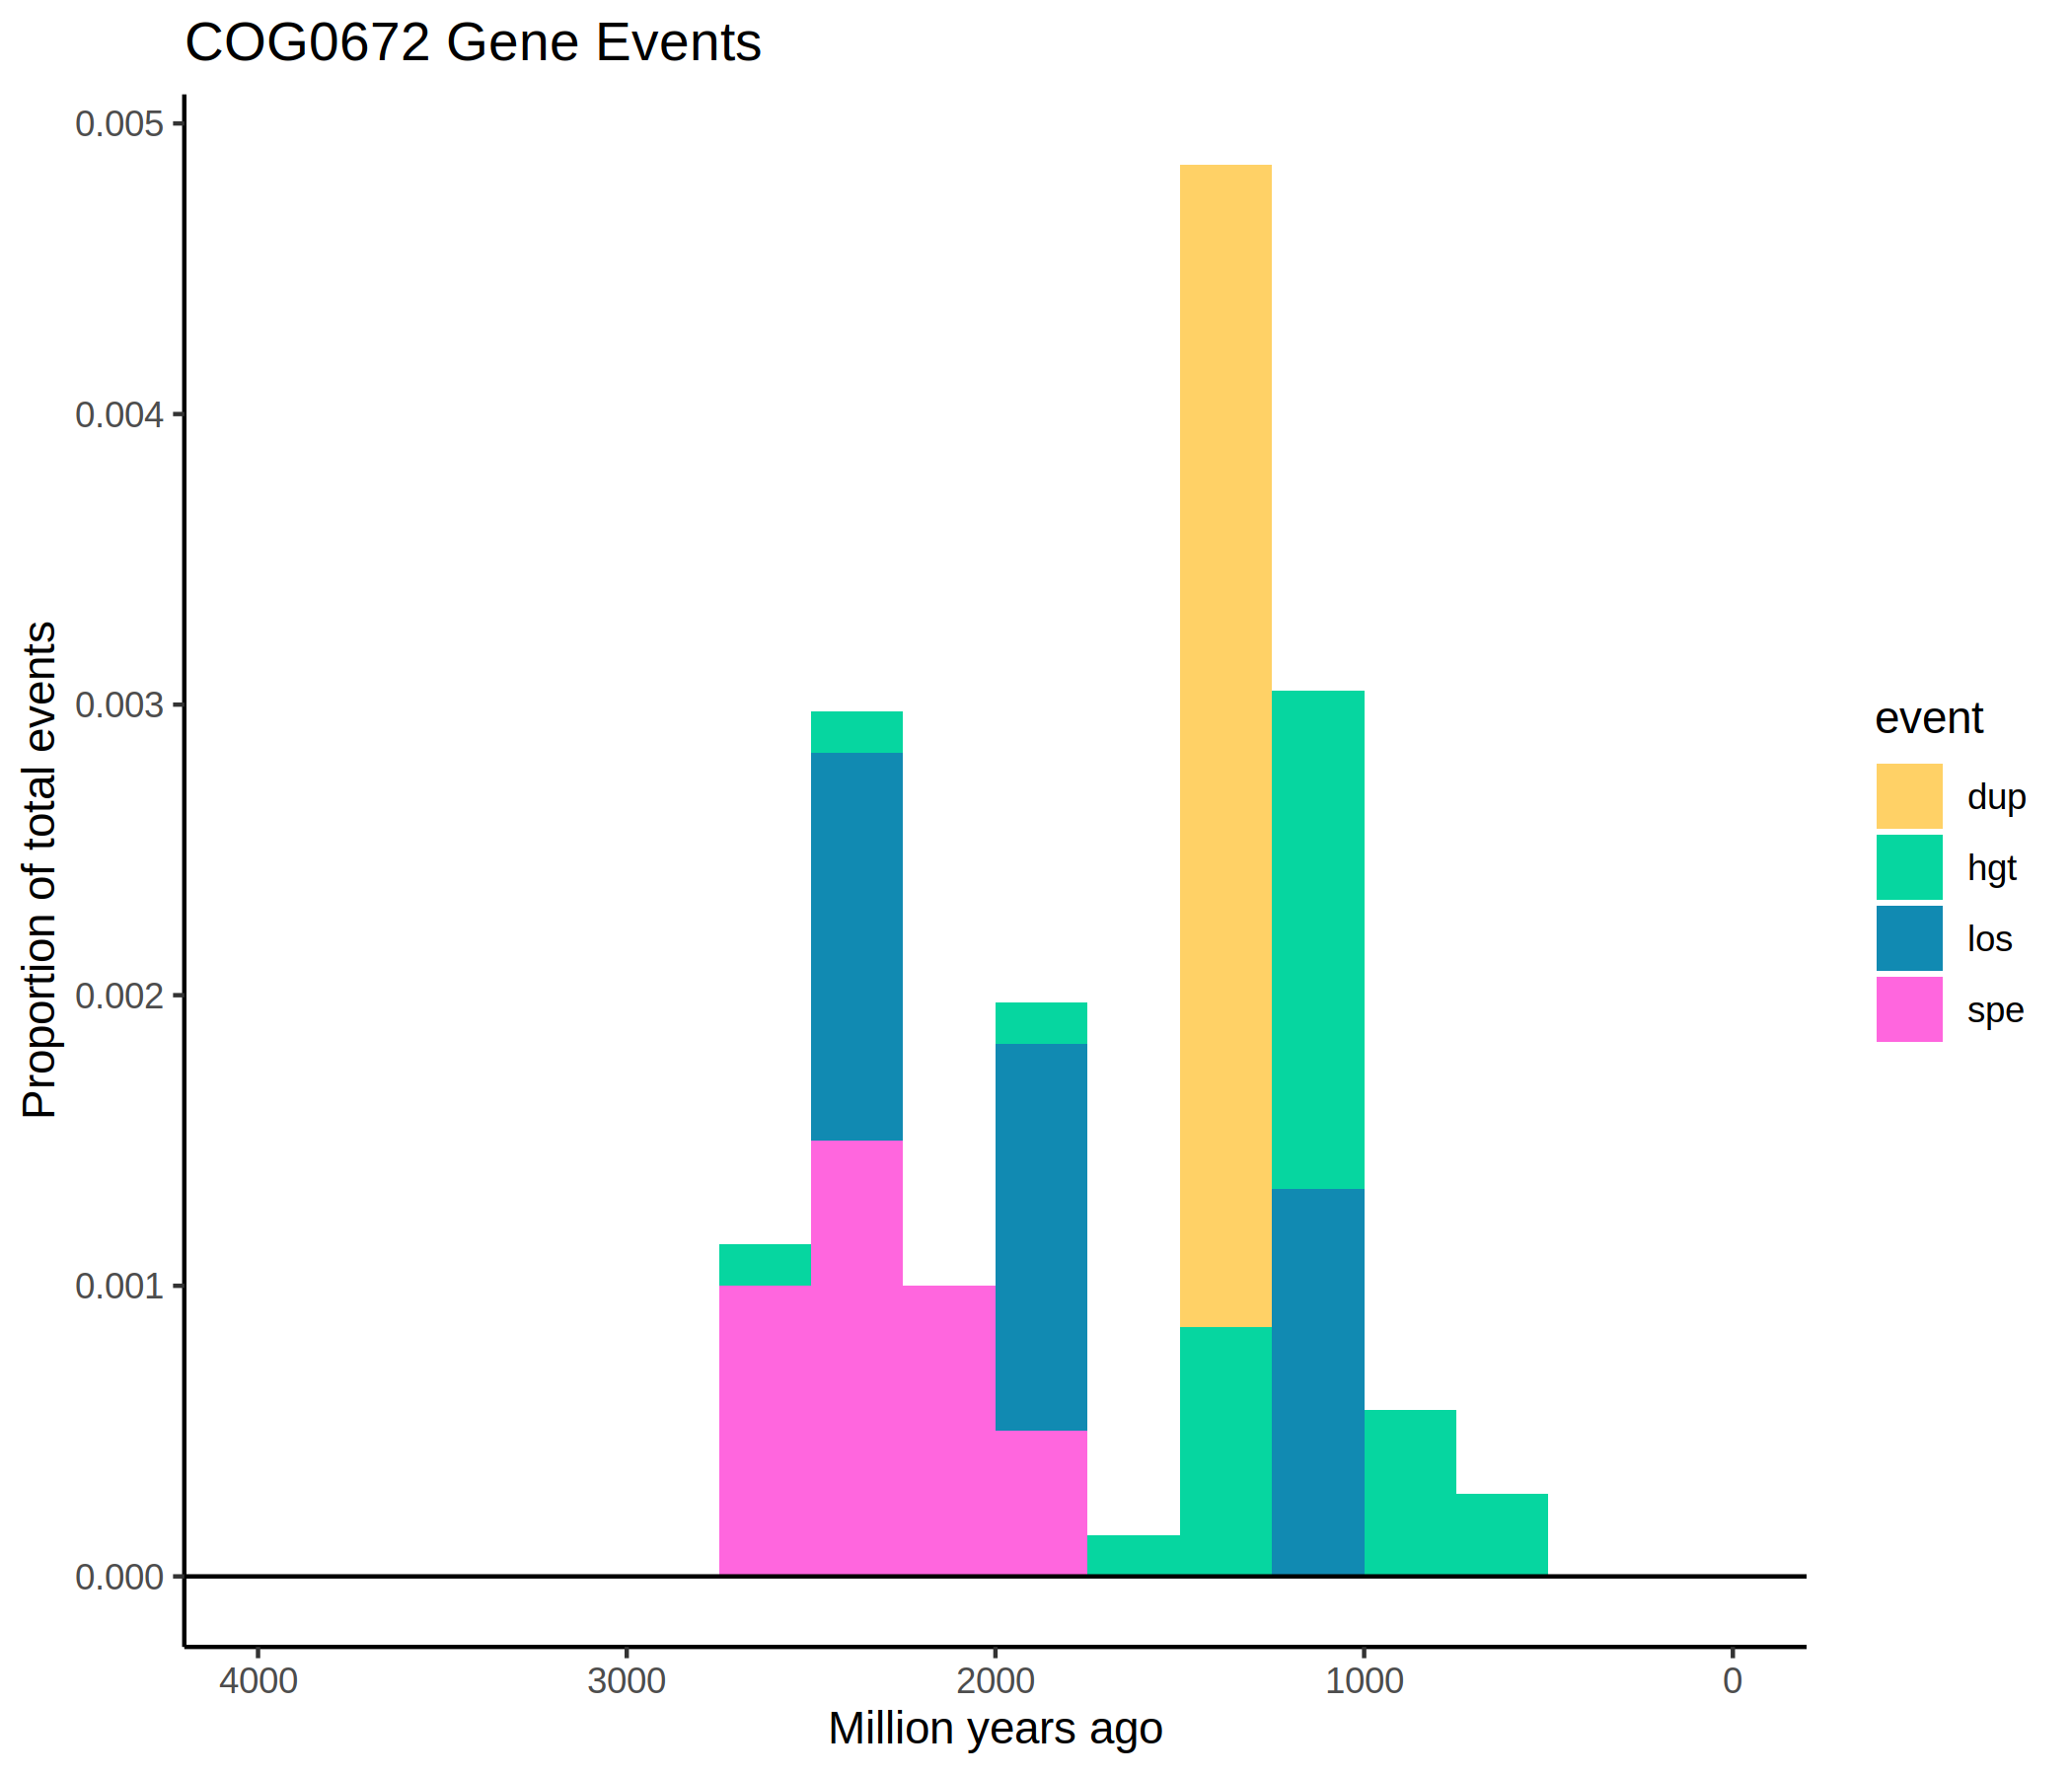 COG0672 Gene Events
0.005
0.004
0.003
0.002
0.001
0.000
Proportion of total events
4000 3000 2000 1000 0
Million years ago
event
dup
hgt
los
spe